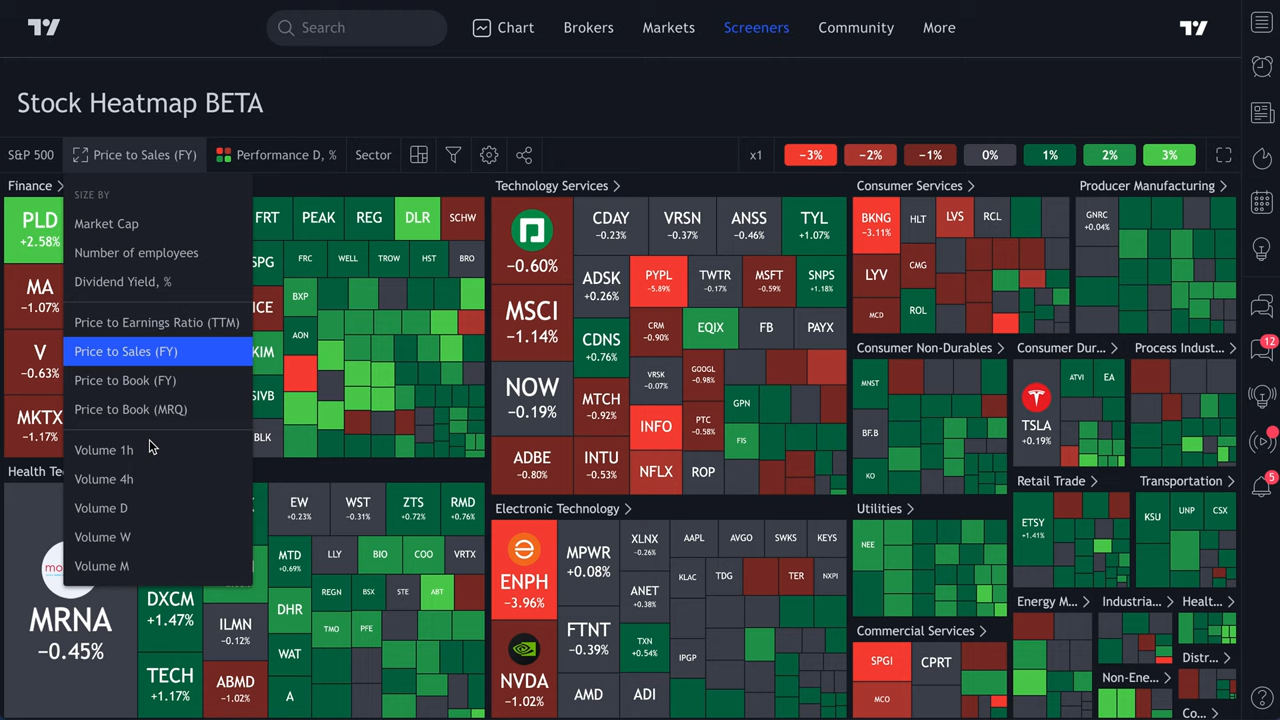 Search
Chart
Brokers
Markets
Screeners
Community
More
Stock Heatmap BETA
S&P 500
Price to Sales (FY)
Performance D, %
Sector
x1
−3%
−2%
−1%
0%
1%
2%
3%
SIZE BY
Market Cap
Number of employees
Dividend Yield, %
Price to Earnings Ratio (TTM)
Price to Sales (FY)
Price to Book (FY)
Price to Book (MRQ)
Volume 1h
Volume 4h
Volume D
Volume W
Volume M
Finance
PLD
+2.58%
MA
−1.07%
V
−0.63%
MKTX
−1.17%
FRT
PEAK
REG
DLR
SCHW
SPG
FRC
WELL
TROW
HST
BRO
ICE
BXP
AON
KIM
SIVB
BLK
Health Te
MRNA
−0.45%
DXCM
+1.47%
TECH
+1.17%
ILMN
−0.12%
ABMD
−1.02%
EW
+0.23%
WST
−0.31%
ZTS
+0.72%
RMD
+0.76%
MTD
+0.69%
LLY
BIO
COO
VRTX
DHR
REGN
BSX
STE
ABT
TMO
PFE
WAT
A
Technology Services
−0.60%
MSCI
−1.14%
NOW
−0.19%
ADBE
−0.80%
CDAY
−0.23%
VRSN
−0.37%
ANSS
−0.46%
TYL
+1.07%
ADSK
+0.26%
PYPL
−5.89%
TWTR
−0.17%
MSFT
−0.59%
SNPS
+1.18%
CDNS
+0.76%
CRM
−0.90%
EQIX
FB
PAYX
MTCH
−0.92%
VRSK
−0.07%
GOOGL
−0.98%
GPN
INFO
PTC
−0.58%
FIS
INTU
−0.53%
NFLX
ROP
Electronic Technology
ENPH
−3.96%
NVDA
−1.02%
MPWR
+0.08%
FTNT
−0.39%
AMD
XLNX
−0.26%
ANET
+0.38%
TXN
+0.54%
ADI
AAPL
AVGO
SWKS
KEYS
KLAC
TDG
TER
NXPI
IPGP
Consumer Services
BKNG
−3.11%
HLT
LVS
RCL
LYV
CMG
MCD
ROL
Producer Manufacturing
GNRC
+0.04%
Consumer Non-Durables
MNST
BF.B
KO
Consumer Dur...
TSLA
+0.19%
ATVI
EA
Process Indust...
Utilities
NEE
Retail Trade
ETSY
+1.41%
Transportation
KSU
UNP
CSX
Commercial Services
SPGI
CPRT
MCO
Energy M...
Industria...
Healt...
Distr...
Non-Ene...
Co...
12
5